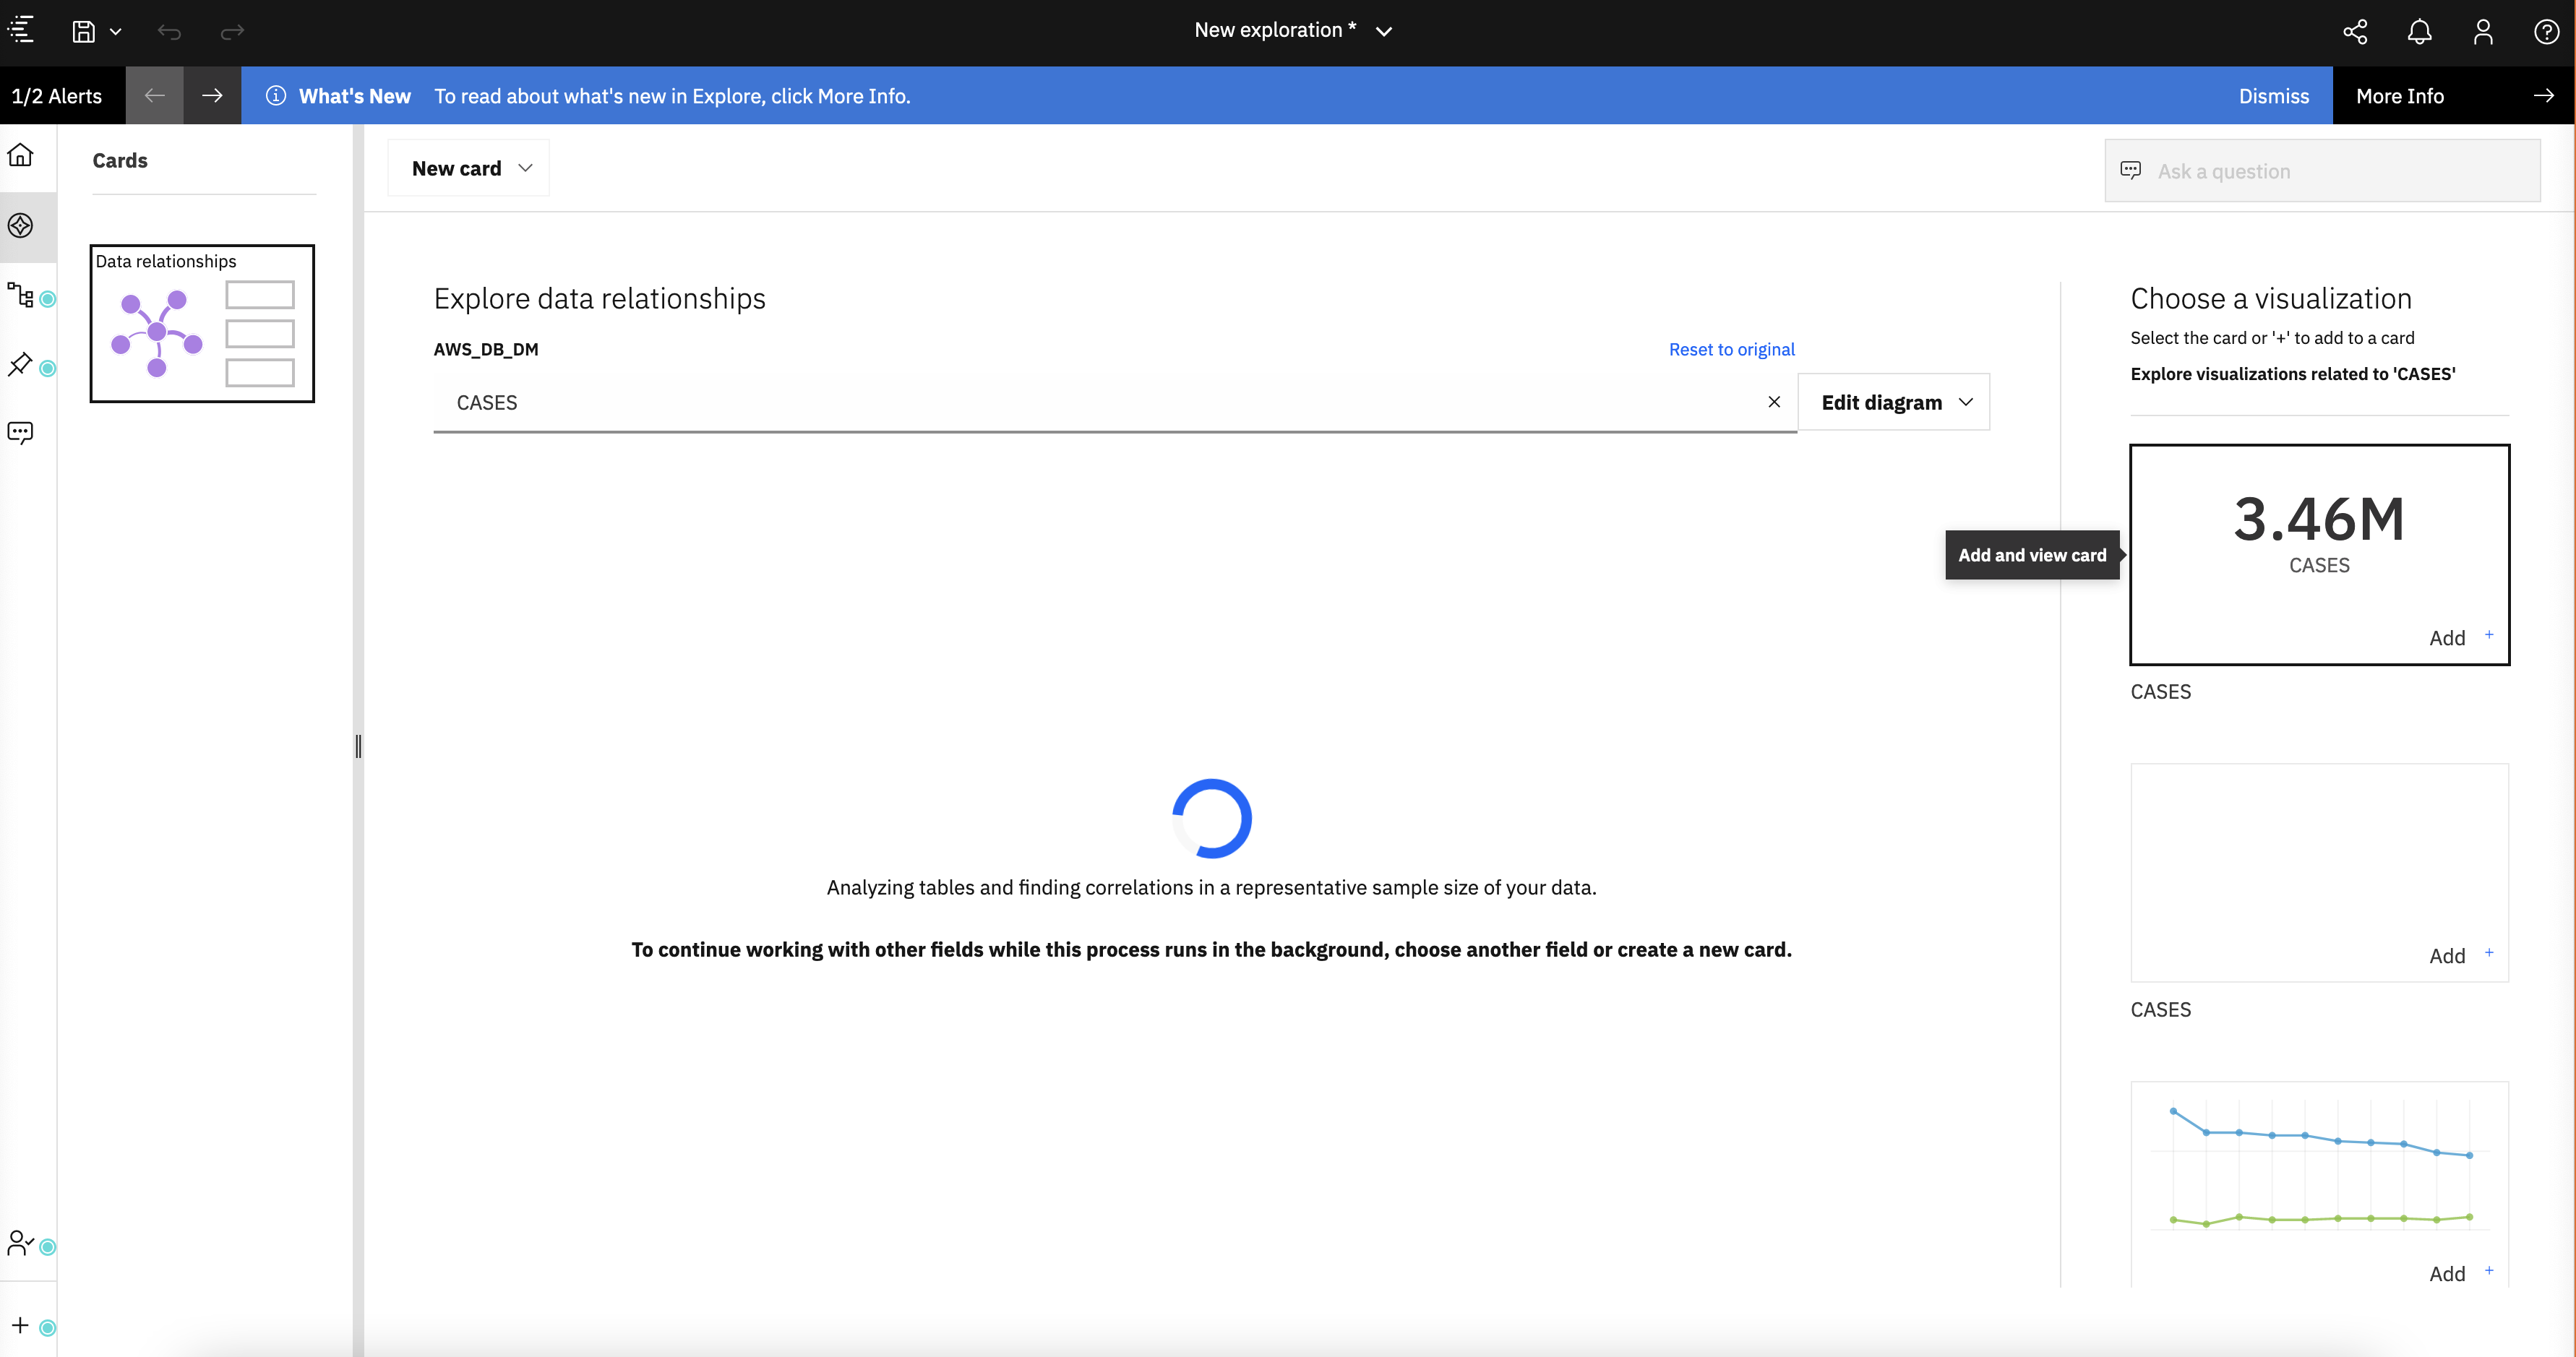 New exploration *
1/2 Alerts
What's New To read about what's new in Explore, click More Info.
Dismiss
More Info
Cards
Data relationships
New card
Ask a question
Explore data relationships
AWS_DB_DM
Reset to original
CASES
Edit diagram
Analyzing tables and finding correlations in a representative sample size of your data.
To continue working with other fields while this process runs in the background, choose another field or create a new card.
Choose a visualization
Select the card or '+' to add to a card
Explore visualizations related to 'CASES'
3.46M
CASES
Add and view card
Add +
CASES
Add +
CASES
Add +